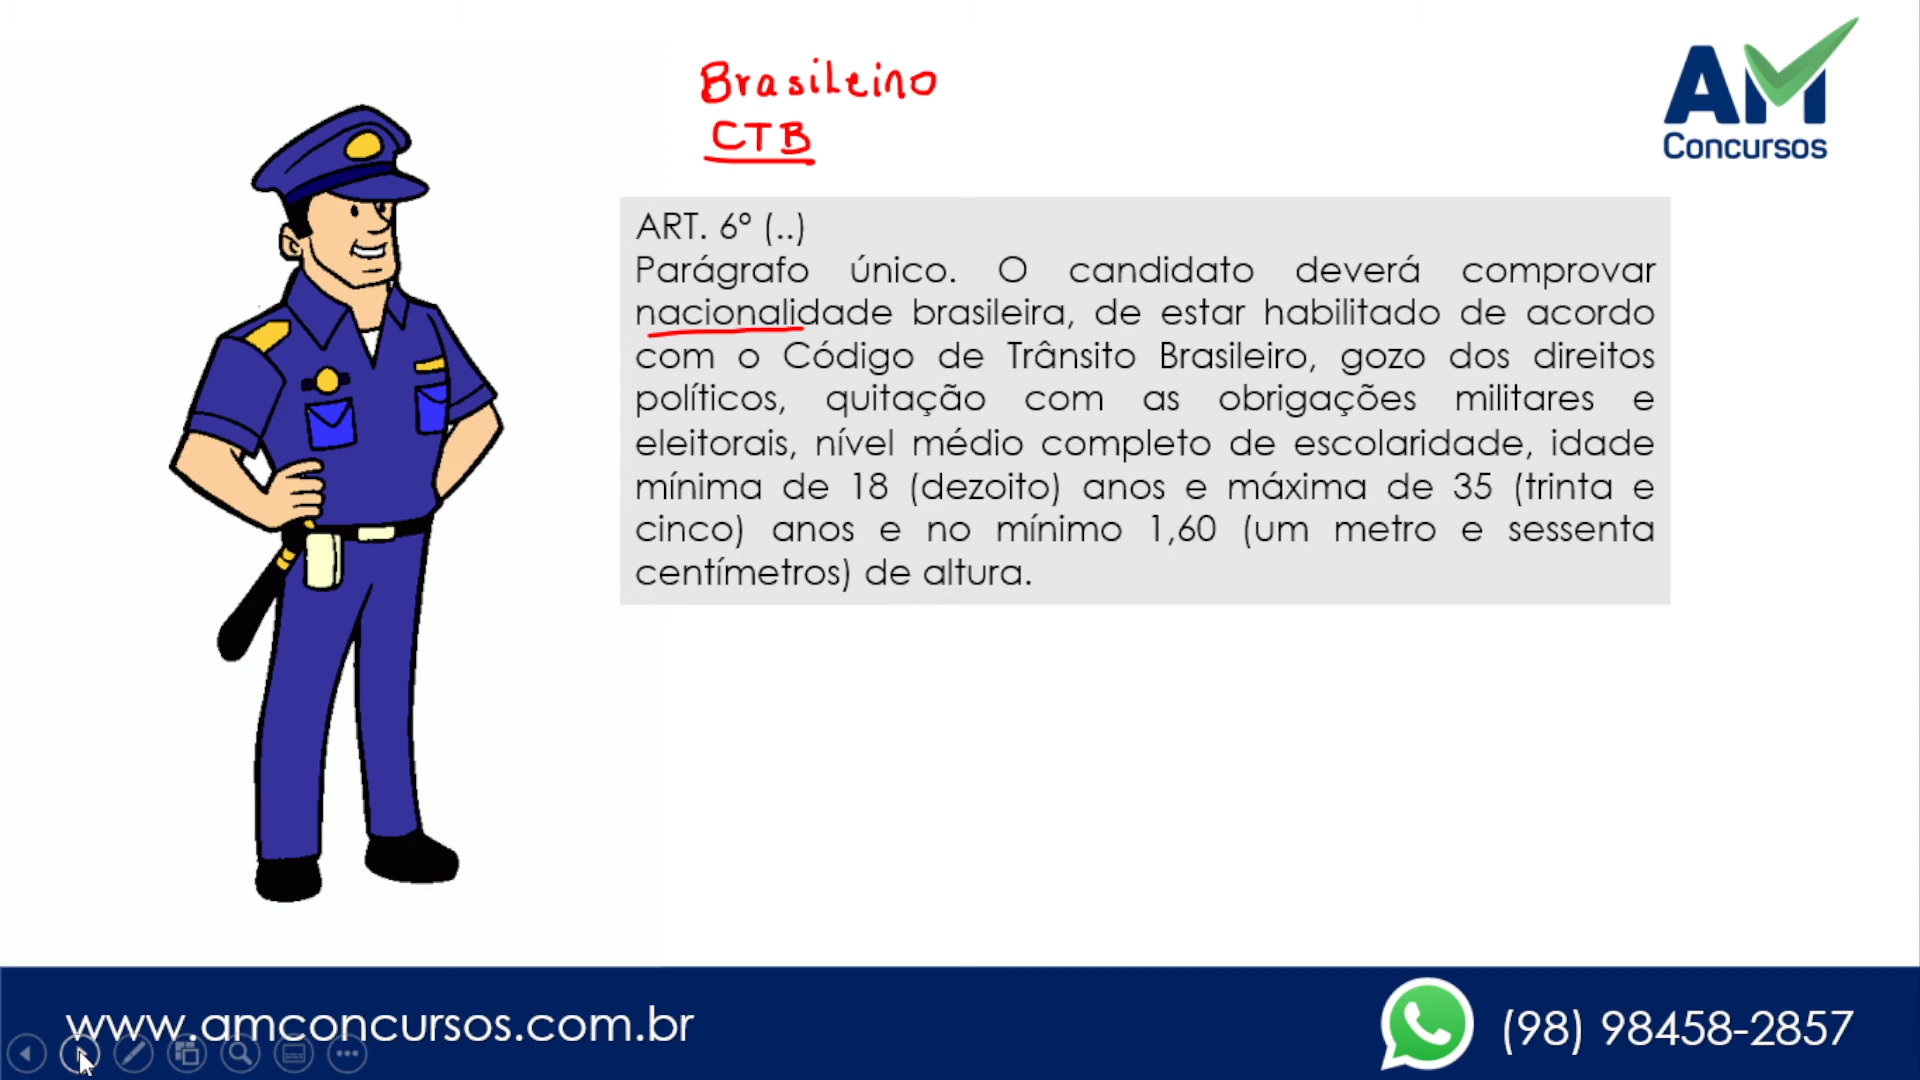 Brasileiro
CTB
AM
Concursos
ART. 6º (..)
Parágrafo único. O candidato deverá comprovar
nacionalidade brasileira, de estar habilitado de acordo
com o Código de Trânsito Brasileiro, gozo dos direitos
políticos, quitação com as obrigações militares e
eleitorais, nível médio completo de escolaridade, idade
mínima de 18 (dezoito) anos e máxima de 35 (trinta e
cinco) anos e no mínimo 1,60 (um metro e sessenta
centímetros) de altura.
www.amconcursos.com.br
(98) 98458-2857